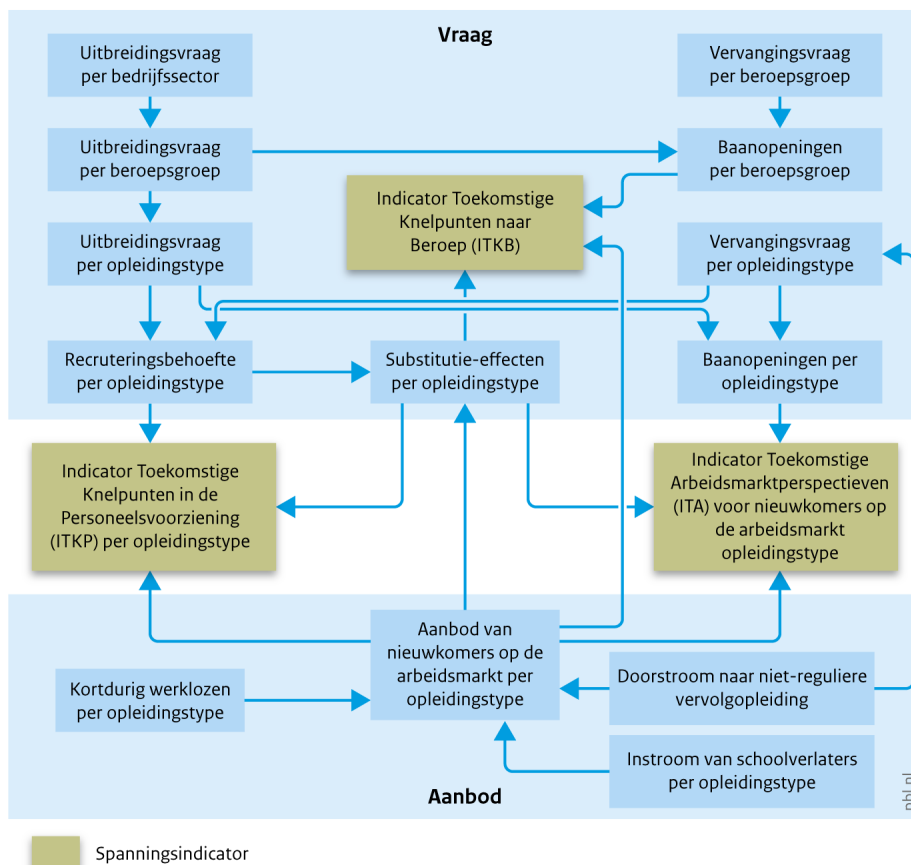 Vraag
Uitbreidingsvraag
per bedrijfssector
Vervangingsvraag
per beroepsgroep
Uitbreidingsvraag
per beroepsgroep
Baanopeningen
per beroepsgroep
Indicator Toekomstige
Knelpunten naar
Beroep (ITKB)
Uitbreidingsvraag
per opleidingstype
Vervangingsvraag
per opleidingstype
Recruteringsbehoefte
per opleidingstype
Substitutie-effecten
per opleidingstype
Baanopeningen per
opleidingstype
Indicator Toekomstige
Knelpunten in de
Personeelsvoorziening
(ITKP) per opleidingstype
Indicator Toekomstige
Arbeidsmarktperspectieven
(ITA) voor nieuwkomers op
de arbeidsmarkt
opleidingstype
Aanbod van
nieuwkomers op de
arbeidsmarkt per
opleidingstype
Kortdurig werklozen
per opleidingstype
Doorstroom naar niet-reguliere
vervolgopleiding
Instroom van schoolverlaters
per opleidingstype
Aanbod
pbl.nl
Spanningsindicator